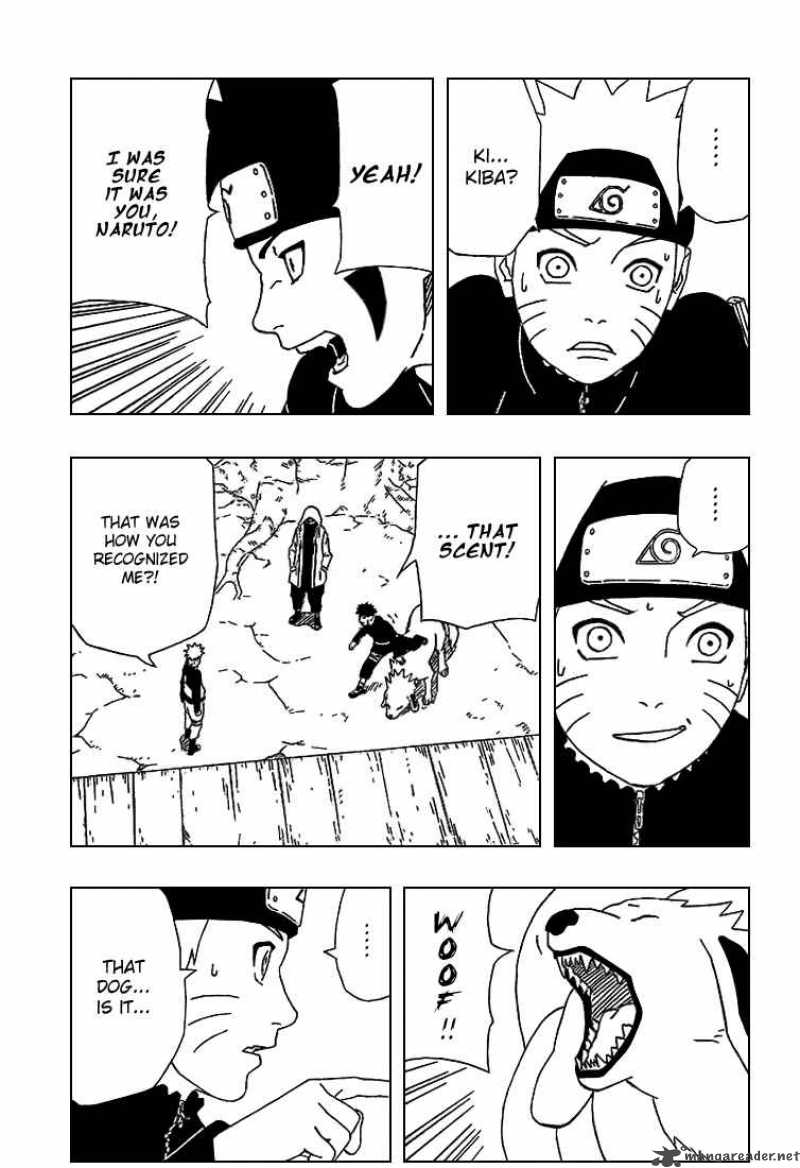 ......
KI...
KIBA?
YEAH!
I WAS
SURE
IT WAS
YOU,
NARUTO!
......
... THAT
SCENT!
THAT WAS
HOW YOU
RECOGNIZED
ME?!
WOOF!!
......
THAT
DOG...
IS IT...
mangareader.net